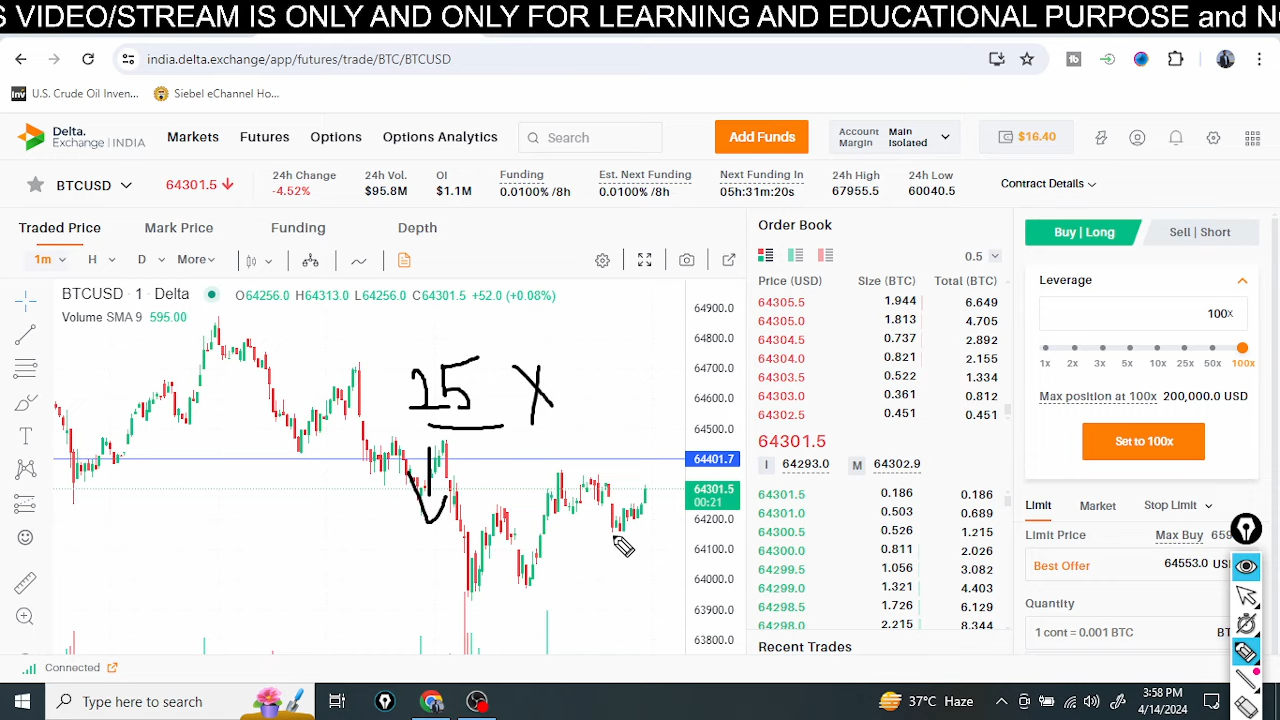 S VIDEO/STREAM IS ONLY AND ONLY FOR LEARNING AND EDUCATIONAL PURPOSE and N
india.delta.exchange/app/futures/trade/BTC/BTCUSD
U.S. Crude Oil Inven... Siebel eChannel Ho...
Delta. Exchange INDIA Markets Futures Options Options Analytics Search Add Funds Account Margin Main Isolated $16.40
BTCUSD 64301.5
24h Change -4.52%
24h Vol. $95.8M
OI $1.1M
Funding 0.0100% /8h
Est. Next Funding 0.0100% /8h
Next Funding In 05h:31m:20s
24h High 67955.5
24h Low 60040.5
Contract Details
Traded Price Mark Price Funding Depth
1m H D More
BTCUSD · 1 · Delta O64256.0 H64313.0 L64256.0 C64301.5 +52.0 (+0.08%)
Volume SMA 9 595.00
25 X
64900.0
64800.0
64700.0
64600.0
64500.0
64401.7
64301.5
00:21
64200.0
64100.0
64000.0
63900.0
63800.0
Connected
Order Book
0.5
Price (USD) Size (BTC) Total (BTC)
64305.5 1.944 6.649
64305.0 1.813 4.705
64304.5 0.737 2.892
64304.0 0.821 2.155
64303.5 0.522 1.334
64303.0 0.361 0.812
64302.5 0.451 0.451
64301.5
I 64293.0 M 64302.9
64301.5 0.186 0.186
64301.0 0.503 0.689
64300.5 0.526 1.215
64300.0 0.811 2.026
64299.5 1.056 3.082
64299.0 1.321 4.403
64298.5 1.726 6.129
64298.0 2.215 8.344
Recent Trades
Buy | Long Sell | Short
Leverage
100x
1x 2x 3x 5x 10x 25x 50x 100x
Max position at 100x 200,000.0 USD
Set to 100x
Limit Market Stop Limit
Limit Price Max Buy 659
Best Offer 64553.0 USD
Quantity
1 cont = 0.001 BTC BT
Type here to search 37°C Haze 3:58 PM
4/14/2024